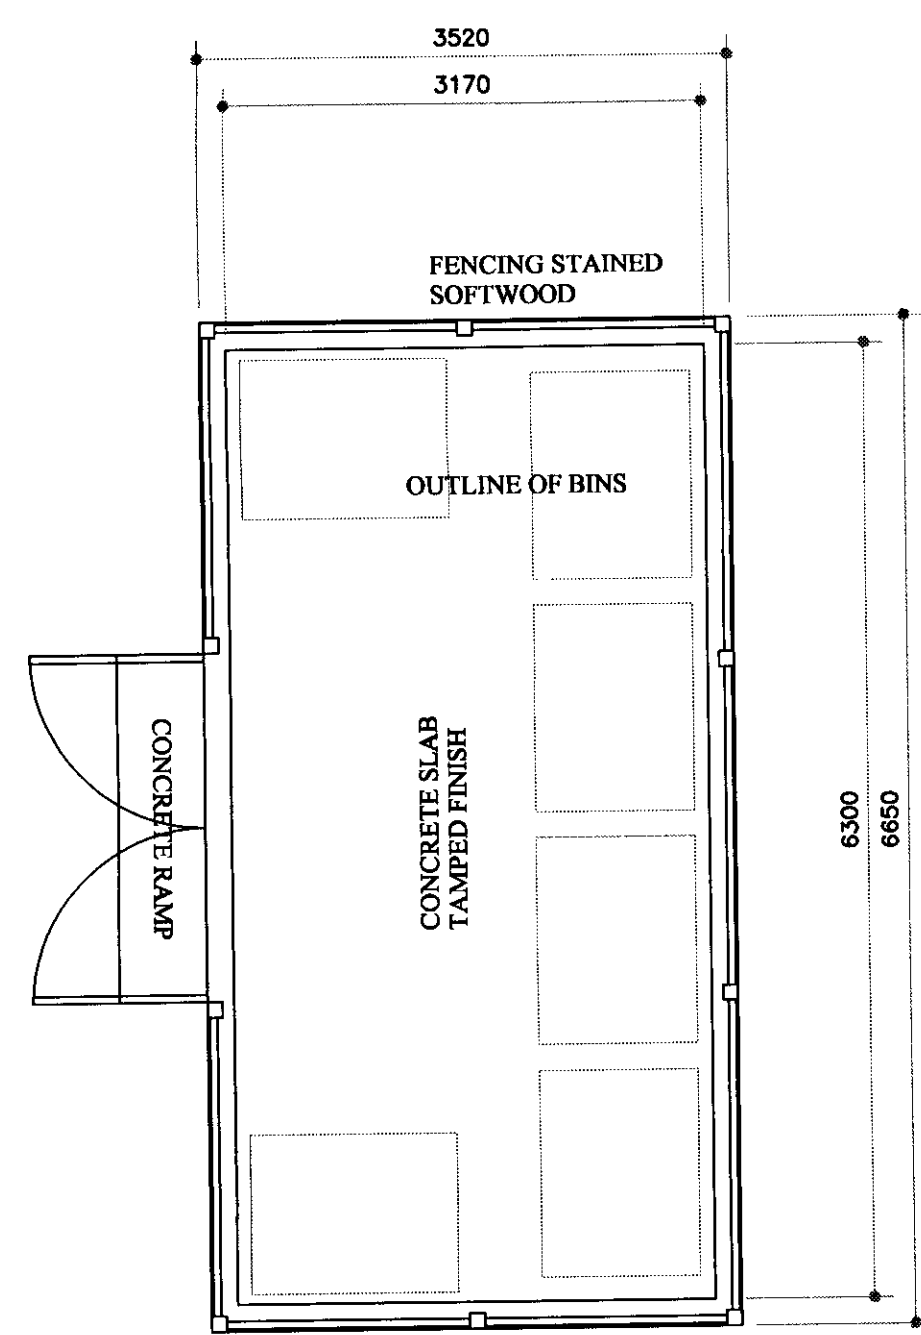 3520
3170
FENCING STAINED
SOFTWOOD
OUTLINE OF BINS
CONCRETE SLAB
TAMPED FINISH
CONCRETE RAMP
6300
6650